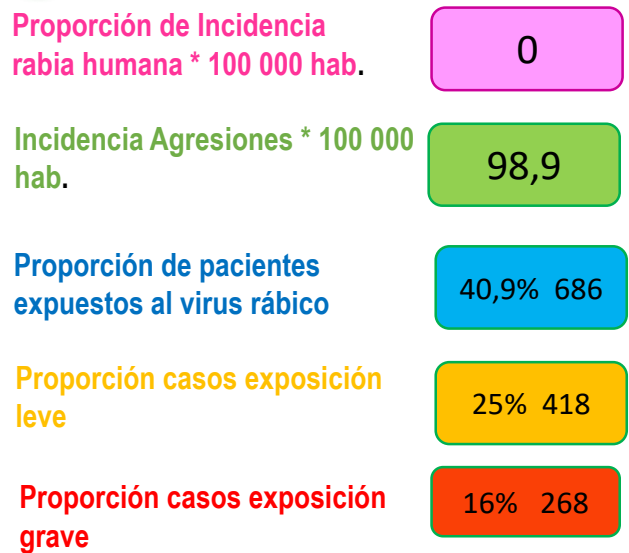 Proporción de Incidencia
rabia humana * 100 000 hab.
0
Incidencia Agresiones * 100 000
hab.
98,9
Proporción de pacientes
expuestos al virus rábico
40,9% 686
Proporción casos exposición
leve
25% 418
Proporción casos exposición
grave
16% 268